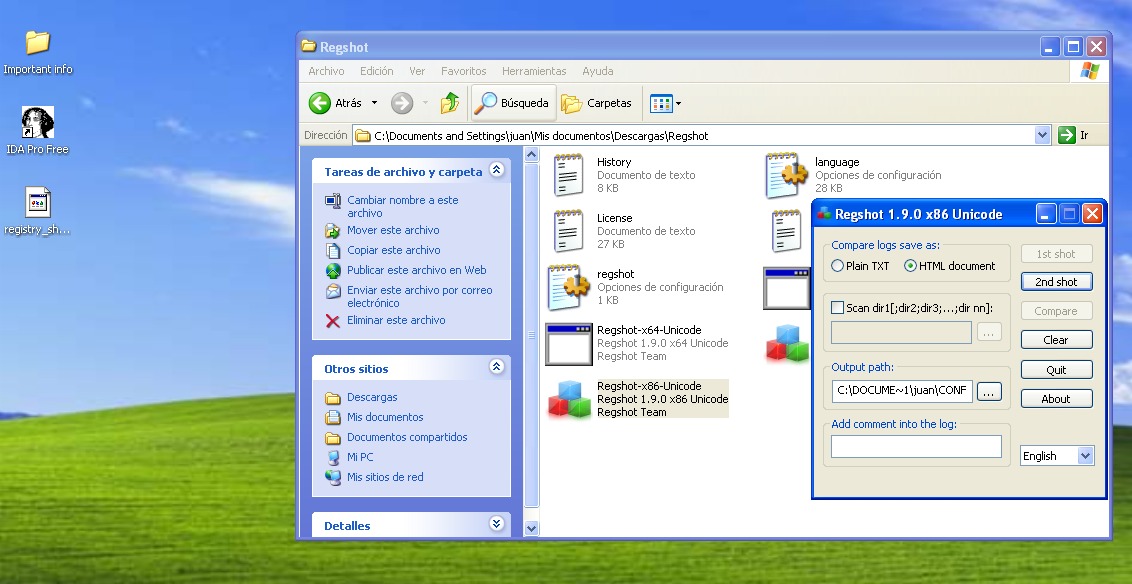 Important info
IDA Pro Free
registry_sh...
Regshot
Archivo Edición Ver Favoritos Herramientas Ayuda
Atrás Búsqueda Carpetas
Dirección C:\Documents and Settings\juan\Mis documentos\Descargas\Regshot Ir
Tareas de archivo y carpeta
Cambiar nombre a este
archivo
Mover este archivo
Copiar este archivo
Publicar este archivo en Web
Enviar este archivo por correo
electrónico
Eliminar este archivo
Otros sitios
Descargas
Mis documentos
Documentos compartidos
Mi PC
Mis sitios de red
Detalles
History
Documento de texto
8 KB
language
Opciones de configuración
28 KB
License
Documento de texto
27 KB
regshot
Opciones de configuración
1 KB
Regshot-x64-Unicode
Regshot 1.9.0 x64 Unicode
Regshot Team
Regshot-x86-Unicode
Regshot 1.9.0 x86 Unicode
Regshot Team
Regshot 1.9.0 x86 Unicode
Compare logs save as:
Plain TXT HTML document
Scan dir1[;dir2;dir3;...;dir nn]:
...
Output path:
C:\DOCUME~1\juan\CONF ...
Add comment into the log:
1st shot
2nd shot
Compare
Clear
Quit
About
English